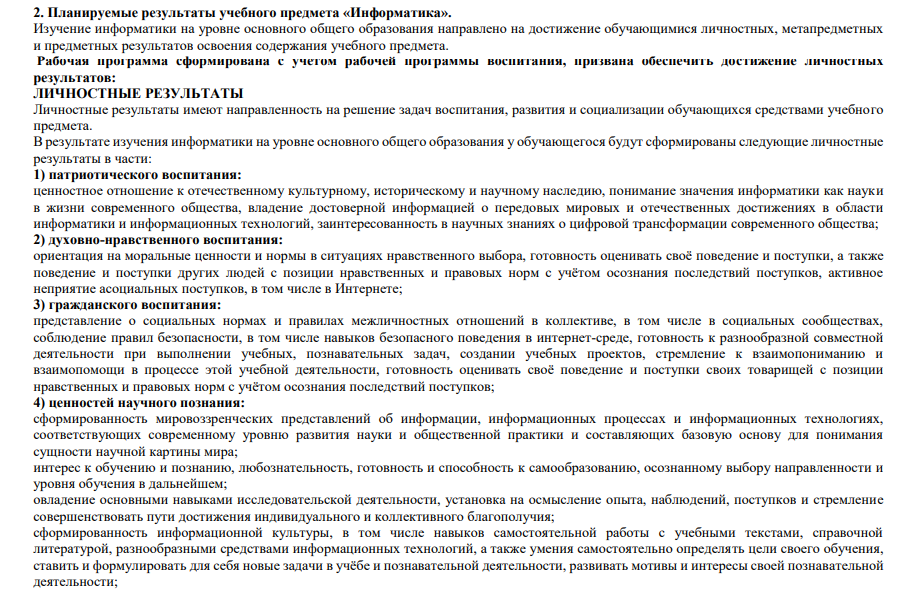 2. Планируемые результаты учебного предмета «Информатика».
Изучение информатики на уровне основного общего образования направлено на достижение обучающимися личностных, метапредметных
и предметных результатов освоения содержания учебного предмета.
Рабочая программа сформирована с учетом рабочей программы воспитания, призвана обеспечить достижение личностных
результатов:
ЛИЧНОСТНЫЕ РЕЗУЛЬТАТЫ
Личностные результаты имеют направленность на решение задач воспитания, развития и социализации обучающихся средствами учебного
предмета.
В результате изучения информатики на уровне основного общего образования у обучающегося будут сформированы следующие личностные
результаты в части:
1) патриотического воспитания:
ценностное отношение к отечественному культурному, историческому и научному наследию, понимание значения информатики как науки
в жизни современного общества, владение достоверной информацией о передовых мировых и отечественных достижениях в области
информатики и информационных технологий, заинтересованность в научных знаниях о цифровой трансформации современного общества;
2) духовно-нравственного воспитания:
ориентация на моральные ценности и нормы в ситуациях нравственного выбора, готовность оценивать своё поведение и поступки, а также
поведение и поступки других людей с позиции нравственных и правовых норм с учётом осознания последствий поступков, активное
неприятие асоциальных поступков, в том числе в Интернете;
3) гражданского воспитания:
представление о социальных нормах и правилах межличностных отношений в коллективе, в том числе в социальных сообществах,
соблюдение правил безопасности, в том числе навыков безопасного поведения в интернет-среде, готовность к разнообразной совместной
деятельности при выполнении учебных, познавательных задач, создании учебных проектов, стремление к взаимопониманию и
взаимопомощи в процессе этой учебной деятельности, готовность оценивать своё поведение и поступки своих товарищей с позиции
нравственных и правовых норм с учётом осознания последствий поступков;
4) ценностей научного познания:
сформированность мировоззренческих представлений об информации, информационных процессах и информационных технологиях,
соответствующих современному уровню развития науки и общественной практики и составляющих базовую основу для понимания
сущности научной картины мира;
интерес к обучению и познанию, любознательность, готовность и способность к самообразованию, осознанному выбору направленности и
уровня обучения в дальнейшем;
овладение основными навыками исследовательской деятельности, установка на осмысление опыта, наблюдений, поступков и стремление
совершенствовать пути достижения индивидуального и коллективного благополучия;
сформированность информационной культуры, в том числе навыков самостоятельной работы с учебными текстами, справочной
литературой, разнообразными средствами информационных технологий, а также умения самостоятельно определять цели своего обучения,
ставить и формулировать для себя новые задачи в учёбе и познавательной деятельности, развивать мотивы и интересы своей познавательной
деятельности;